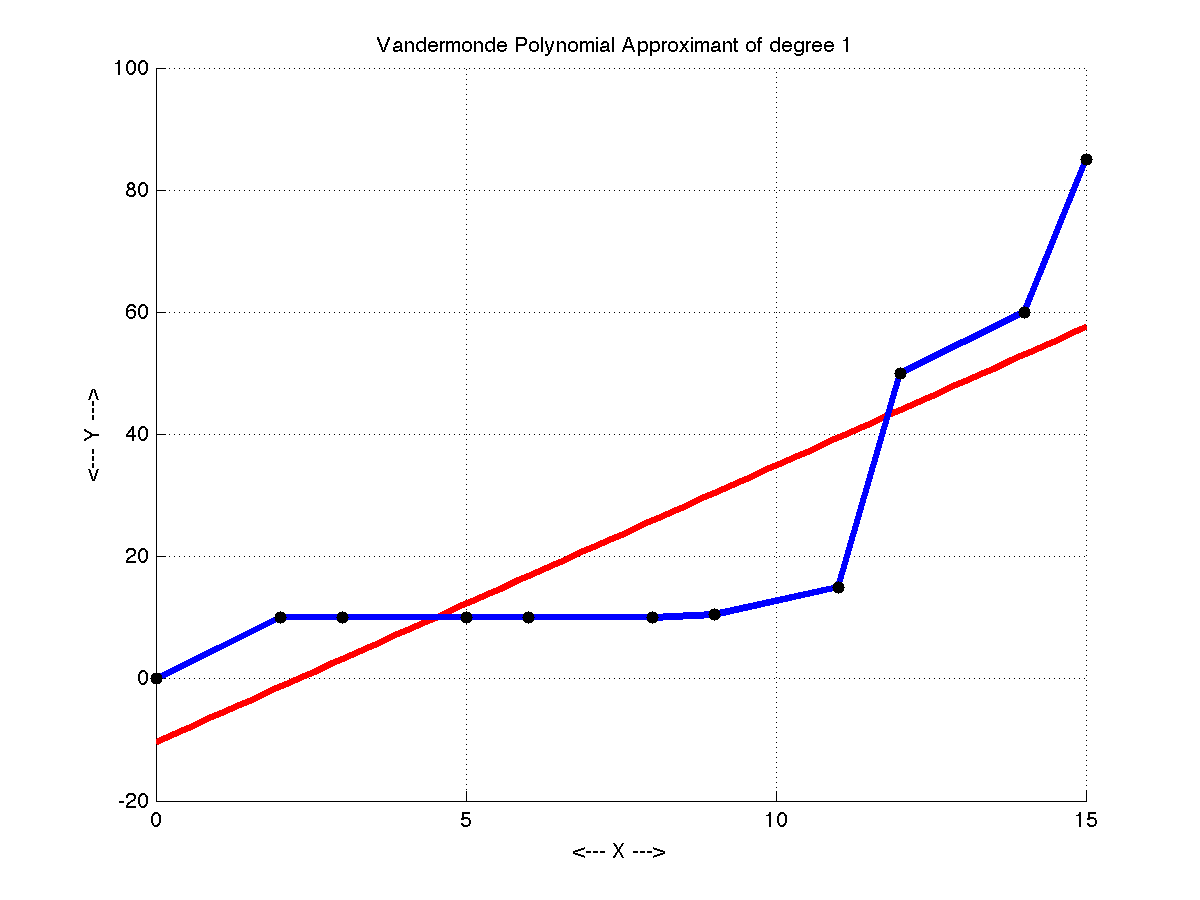 Vandermonde Polynomial Approximant of degree 1
100
80
60
40
20
0
-20
<--- Y --->
0 5 10 15
<--- X --->